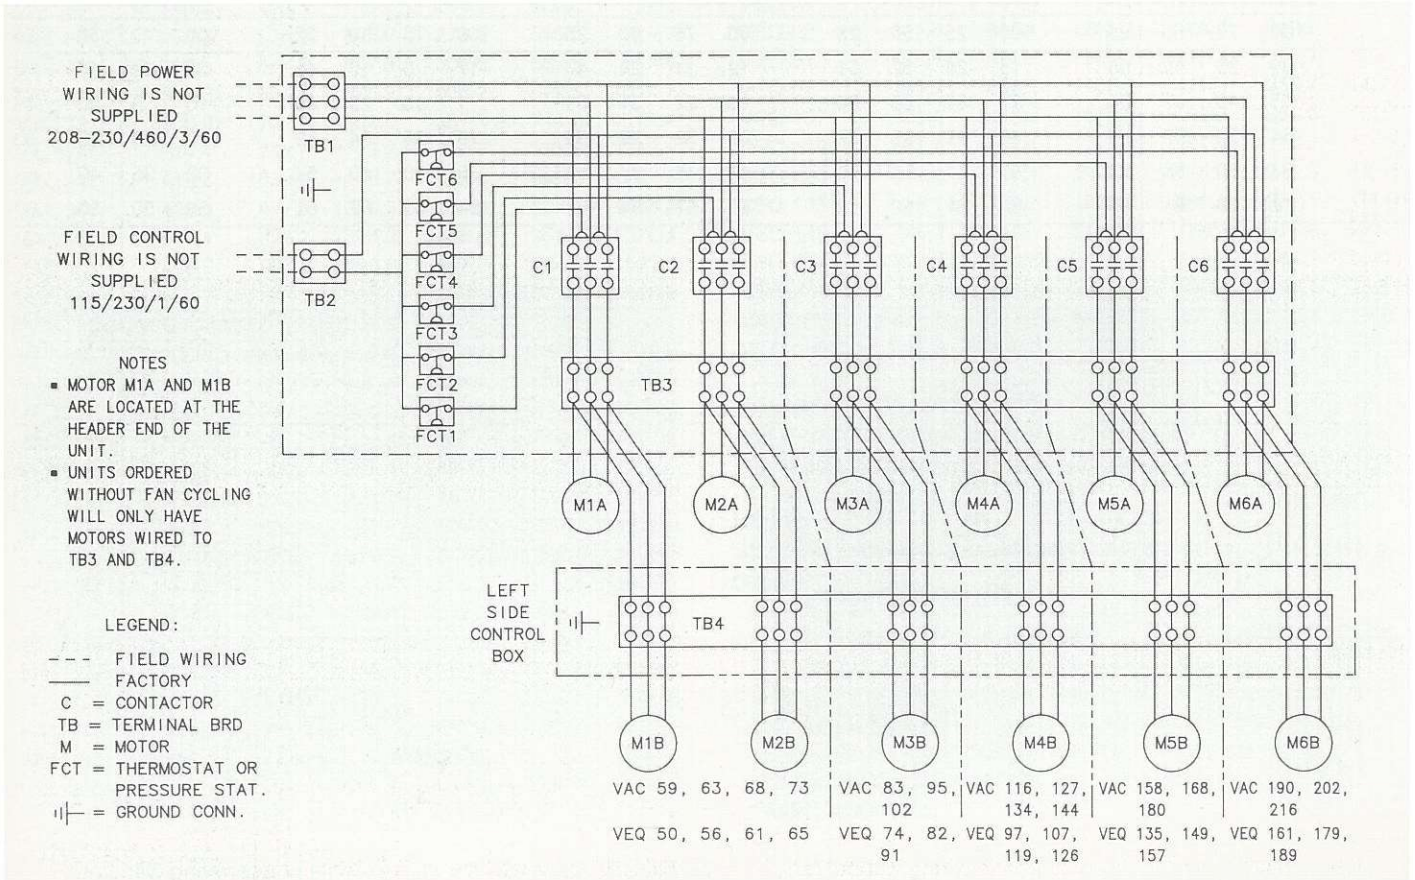 FIELD POWER
WIRING IS NOT
SUPPLIED
208-230/460/3/60
TB1
FCT6
FCT5
FIELD CONTROL
WIRING IS NOT
SUPPLIED
115/230/1/60
TB2
FCT4
FCT3
FCT2
FCT1
C1
C2
C3
C4
C5
C6
TB3
NOTES
▪ MOTOR M1A AND M1B
ARE LOCATED AT THE
HEADER END OF THE
UNIT.
▪ UNITS ORDERED
WITHOUT FAN CYCLING
WILL ONLY HAVE
MOTORS WIRED TO
TB3 AND TB4.
M1A
M2A
M3A
M4A
M5A
M6A
LEFT
SIDE
CONTROL
BOX
TB4
LEGEND:
FIELD WIRING
FACTORY
C = CONTACTOR
TB = TERMINAL BRD
M = MOTOR
FCT = THERMOSTAT OR
PRESSURE STAT.
= GROUND CONN.
M1B
M2B
M3B
M4B
M5B
M6B
VAC 59, 63, 68, 73
VAC 83, 95,
102
VAC 116, 127,
134, 144
VAC 158, 168,
180
VAC 190, 202,
216
VEQ 50, 56, 61, 65
VEQ 74, 82,
91
VEQ 97, 107,
119, 126
VEQ 135, 149,
157
VEQ 161, 179,
189